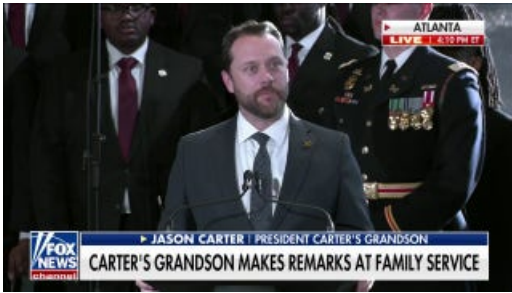 ATLANTA
LIVE 4:10 PM ET
JASON CARTER | PRESIDENT CARTER'S GRANDSON
FOX
NEWS
channel
CARTER'S GRANDSON MAKES REMARKS AT FAMILY SERVICE